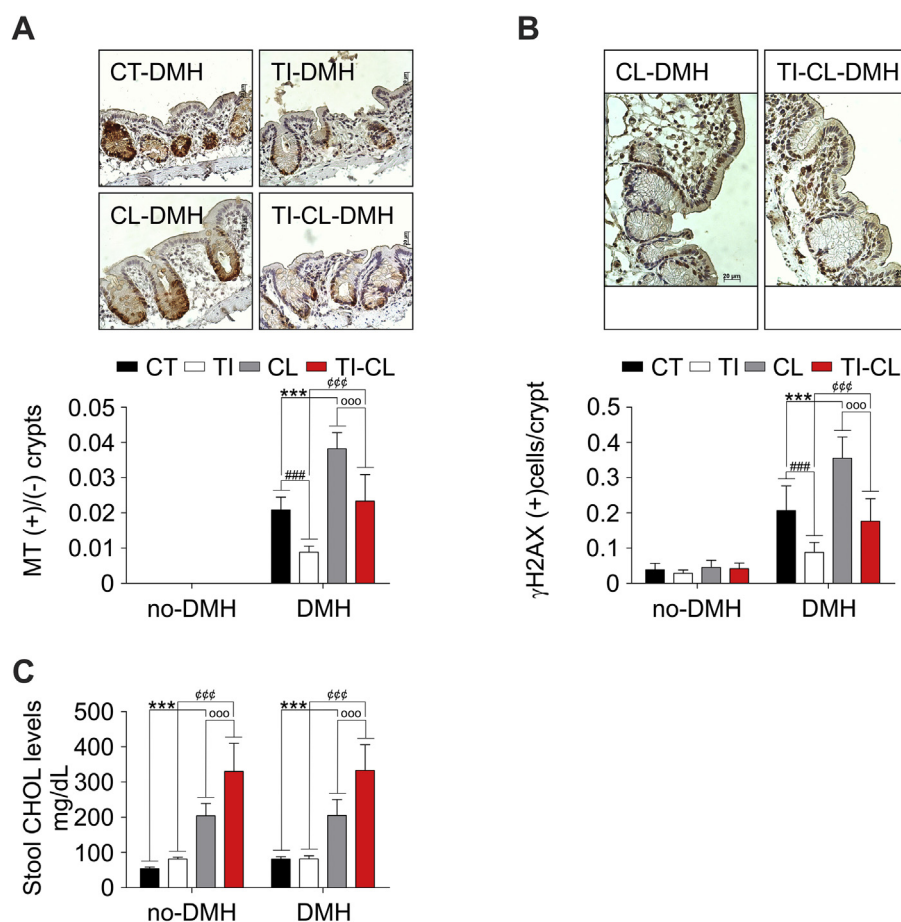 A
B
CT-DMH
TI-DMH
CL-DMH
TI-CL-DMH
CL-DMH
TI-CL-DMH
20 µm
CT TI CL TI-CL
CT TI CL TI-CL
MT (+)/(-) crypts
0.05
0.04
0.03
0.02
0.01
0
***
¢¢¢
ooo
###
no-DMH
DMH
γH2AX (+)cells/crypt
0.5
0.4
0.3
0.2
0.1
0
***
¢¢¢
ooo
###
no-DMH
DMH
C
Stool CHOL levels
mg/dL
500
400
300
200
100
0
***
¢¢¢
ooo
***
¢¢¢
ooo
no-DMH
DMH